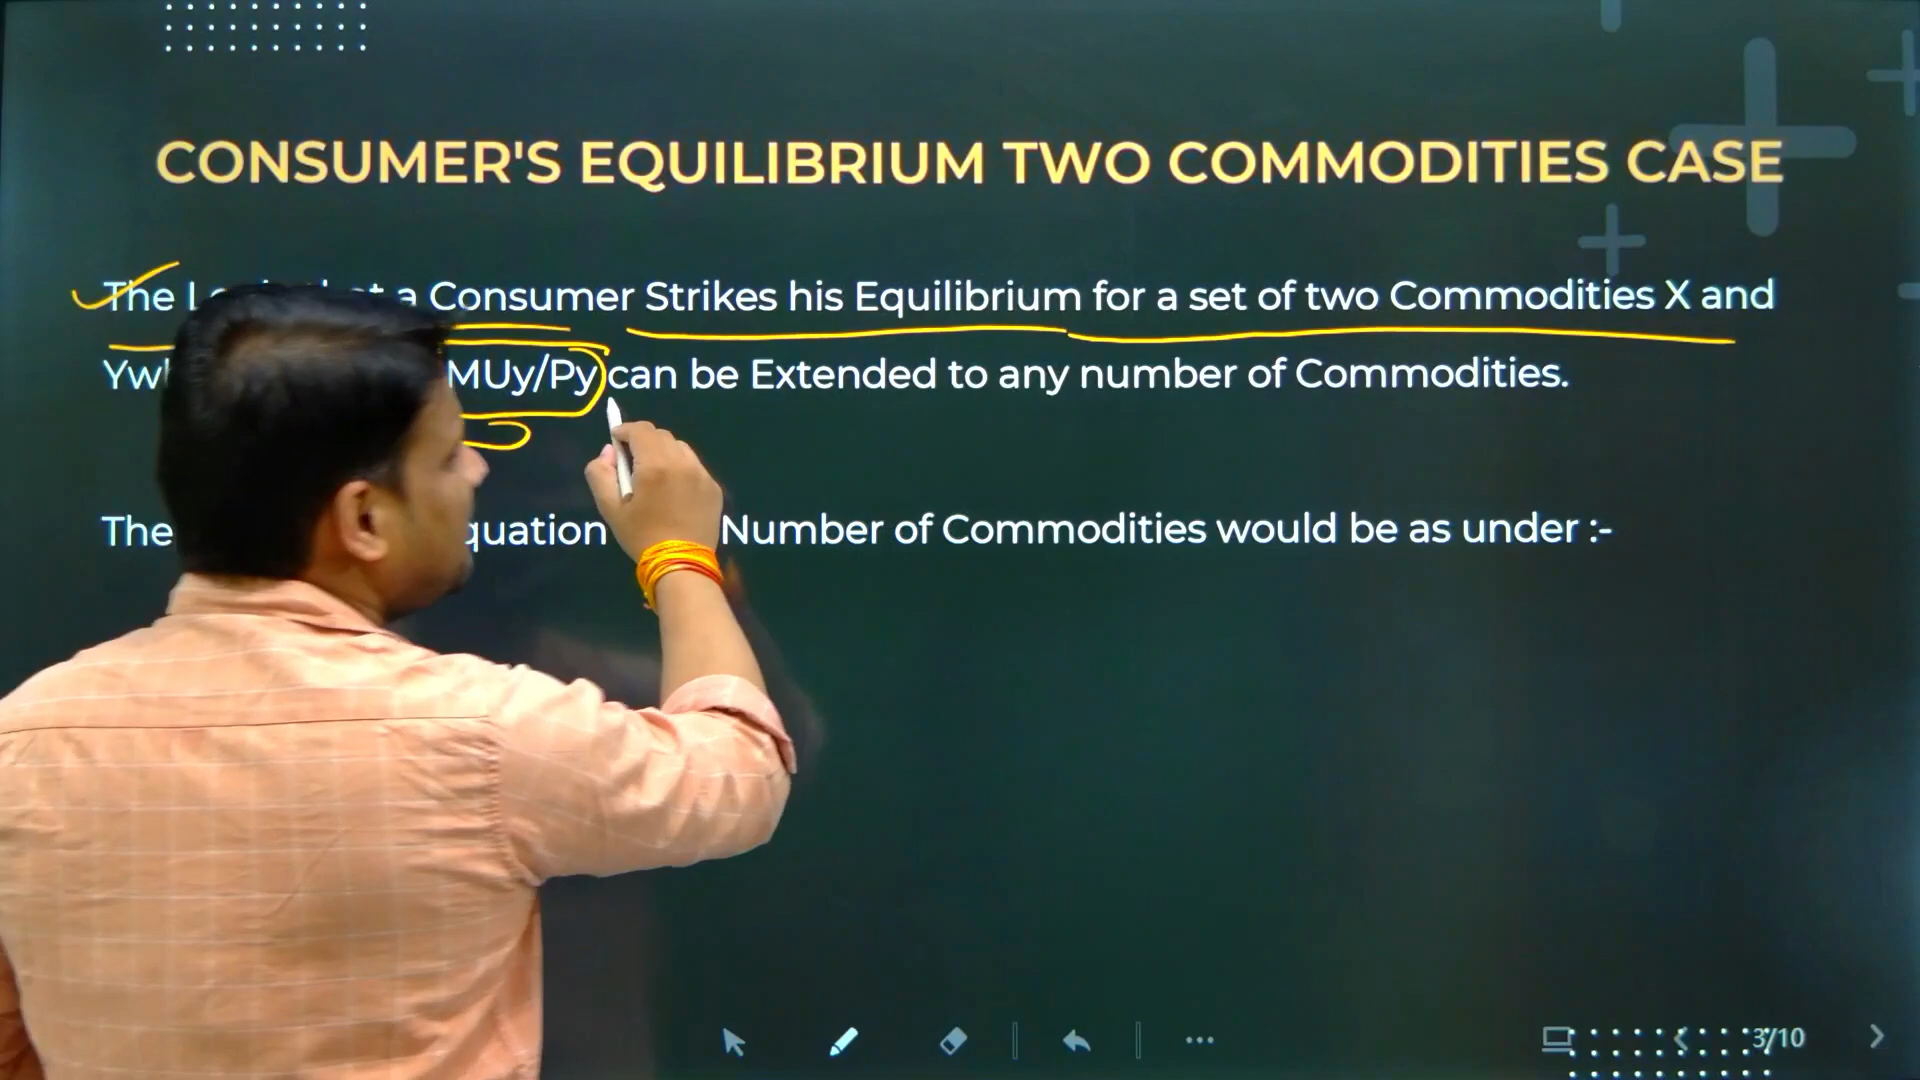 CONSUMER'S EQUILIBRIUM TWO COMMODITIES CASE
The a Consumer Strikes his Equilibrium for a set of two Commodities X and
MUy/Py can be Extended to any number of Commodities.
The Number of Commodities would be as under :-
3/10